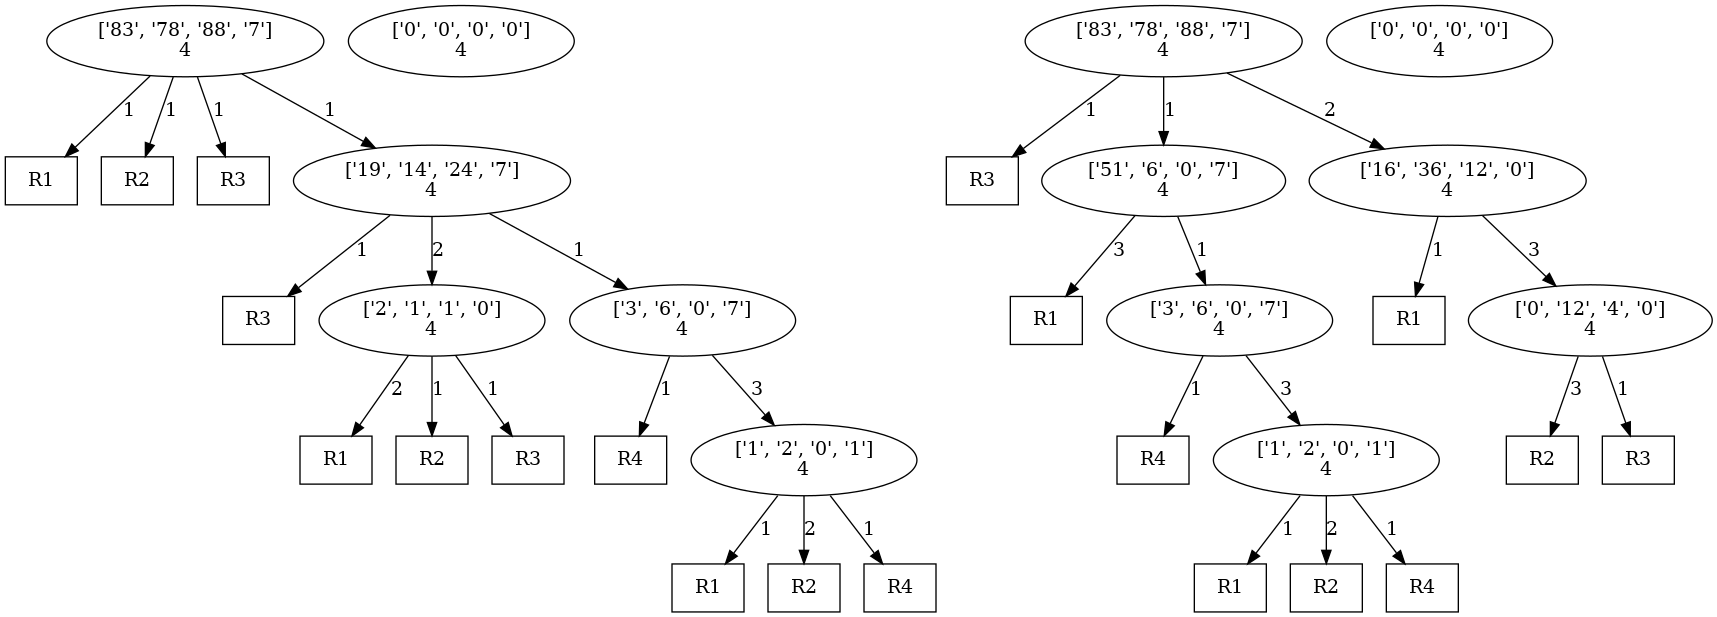 ['83', '78', '88', '7']
4
['0', '0', '0', '0']
4
['83', '78', '88', '7']
4
['0', '0', '0', '0']
4
1
1
1
1
1
1
2
R1
R2
R3
['19', '14', '24', '7']
4
R3
['51', '6', '0', '7']
4
['16', '36', '12', '0']
4
1
2
1
3
1
1
3
R3
['2', '1', '1', '0']
4
['3', '6', '0', '7']
4
R1
['3', '6', '0', '7']
4
R1
['0', '12', '4', '0']
4
2
1
1
1
3
1
3
3
1
R1
R2
R3
R4
['1', '2', '0', '1']
4
R4
['1', '2', '0', '1']
4
R2
R3
1
2
1
1
2
1
R1
R2
R4
R1
R2
R4